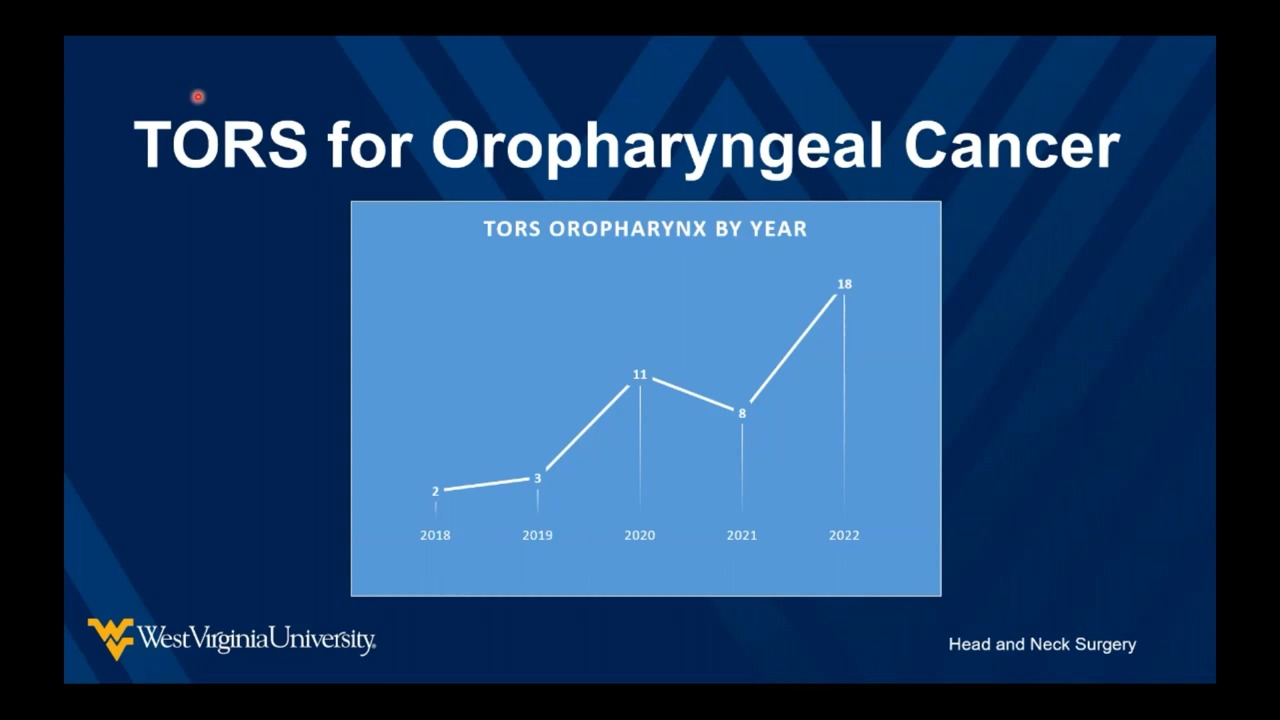 TORS for Oropharyngeal Cancer
TORS OROPHARYNX BY YEAR
18
11
8
3
2
2018 2019 2020 2021 2022
WestVirginiaUniversity.
Head and Neck Surgery